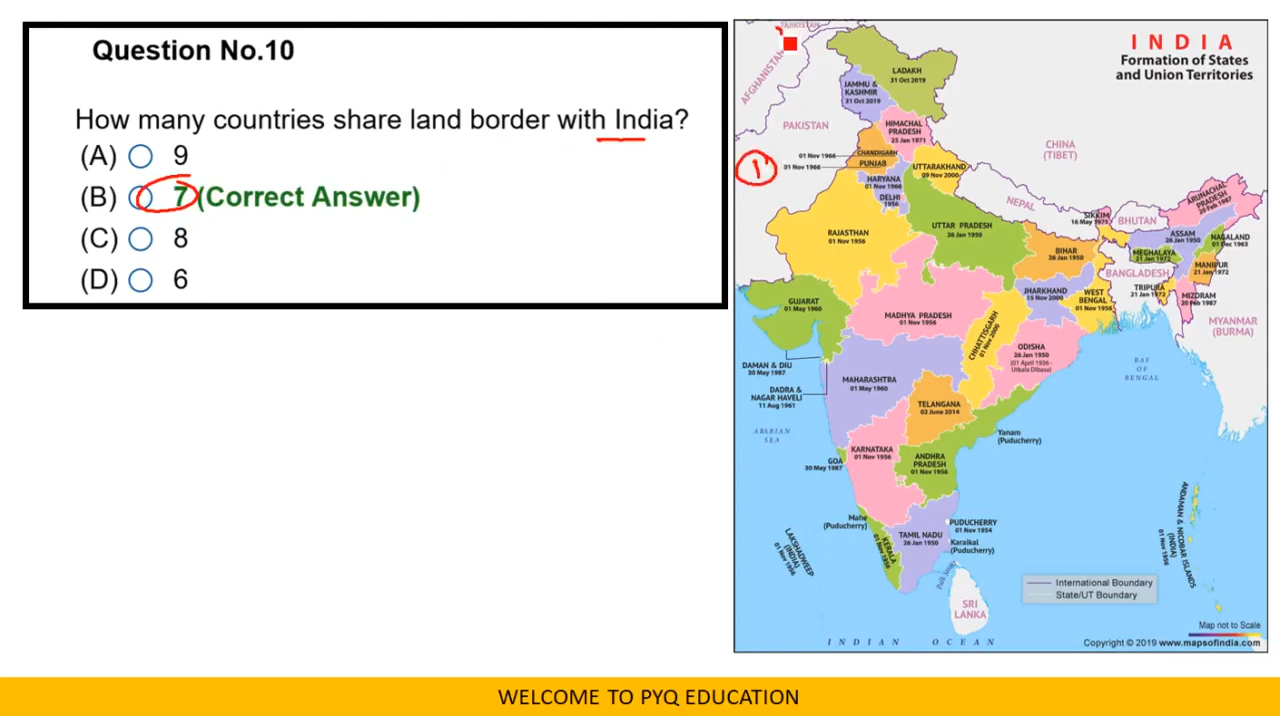 Question No.10
How many countries share land border with India?
(A) 9
(B) 7 (Correct Answer)
(C) 8
(D) 6
INDIA
Formation of States
and Union Territories
TAJIKISTAN
AFGHANISTAN
PAKISTAN
CHINA
(TIBET)
NEPAL
BHUTAN
BANGLADESH
MYANMAR
(BURMA)
SRI
LANKA
LADAKH
31 Oct 2019
JAMMU &
KASHMIR
31 Oct 2019
HIMACHAL
PRADESH
25 Jan 1971
01 Nov 1966
CHANDIGARH
01 Nov 1966
PUNJAB
1
UTTARAKHAND
09 Nov 2000
HARYANA
01 Nov 1966
DELHI
1956
RAJASTHAN
01 Nov 1956
UTTAR PRADESH
26 Jan 1950
BIHAR
26 Jan 1950
SIKKIM
16 May 1975
ARUNACHAL
PRADESH
20 Feb 1987
ASSAM
26 Jan 1950
NAGALAND
01 Dec 1963
MEGHALAYA
21 Jan 1972
MANIPUR
21 Jan 1972
TRIPURA
21 Jan 1972
MIZORAM
20 Feb 1987
GUJARAT
01 May 1960
MADHYA PRADESH
01 Nov 1956
JHARKHAND
15 Nov 2000
WEST
BENGAL
01 Nov 1956
CHHATTISGARH
01 Nov 2000
ODISHA
26 Jan 1950
(01 April 1936 -
Utkala Dibasa)
DAMAN & DIU
30 May 1987
DADRA &
NAGAR HAVELI
11 Aug 1961
MAHARASHTRA
01 May 1960
TELANGANA
02 June 2014
BAY
OF
BENGAL
ARABIAN
SEA
Yanam
(Puducherry)
KARNATAKA
01 Nov 1956
GOA
30 May 1987
ANDHRA
PRADESH
01 Nov 1956
Mahe
(Puducherry)
PUDUCHERRY
01 Nov 1954
TAMIL NADU
26 Jan 1950
Karaikal
(Puducherry)
KERALA
01 Nov 1956
LAKSHADWEEP
(INDIA)
01 Nov 1956
ANDAMAN & NICOBAR ISLANDS
(INDIA)
01 Nov 1956
Palk Strait
International Boundary
State/UT Boundary
Map not to Scale
INDIAN OCEAN
Copyright © 2019 www.mapsofindia.com
WELCOME TO PYQ EDUCATION